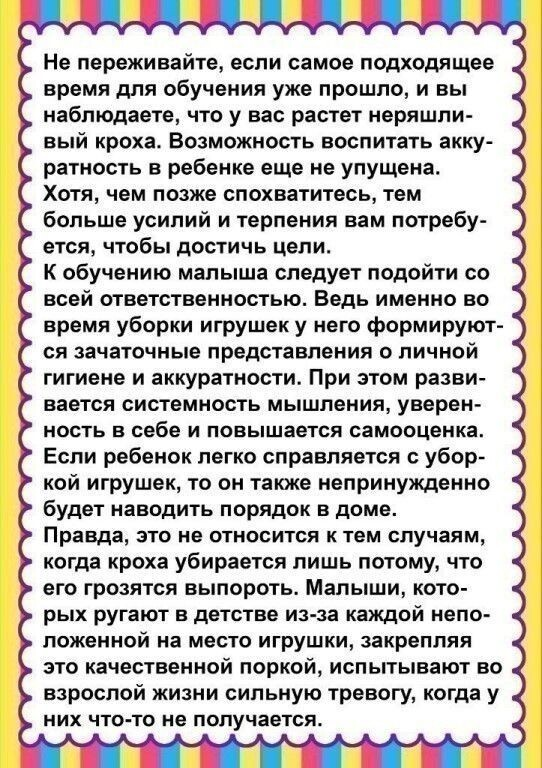 Не переживайте, если самое подходящее
время для обучения уже прошло, и вы
наблюдаете, что у вас растет неряшли-
вый кроха. Возможность воспитать акку-
ратность в ребенке еще не упущена.
Хотя, чем позже спохватитесь, тем
больше усилий и терпения вам потребу-
ется, чтобы достичь цели.
К обучению малыша следует подойти со
всей ответственностью. Ведь именно во
время уборки игрушек у него формируют-
ся зачаточные представления о личной
гигиене и аккуратности. При этом разви-
вается системность мышления, уверен-
ность в себе и повышается самооценка.
Если ребенок легко справляется с убор-
кой игрушек, то он также непринужденно
будет наводить порядок в доме.
Правда, это не относится к тем случаям,
когда кроха убирается лишь потому, что
его грозятся выпороть. Малыши, кото-
рых ругают в детстве из-за каждой непо-
ложенной на место игрушки, закрепляя
это качественной поркой, испытывают во
взрослой жизни сильную тревогу, когда у
них что-то не получается.